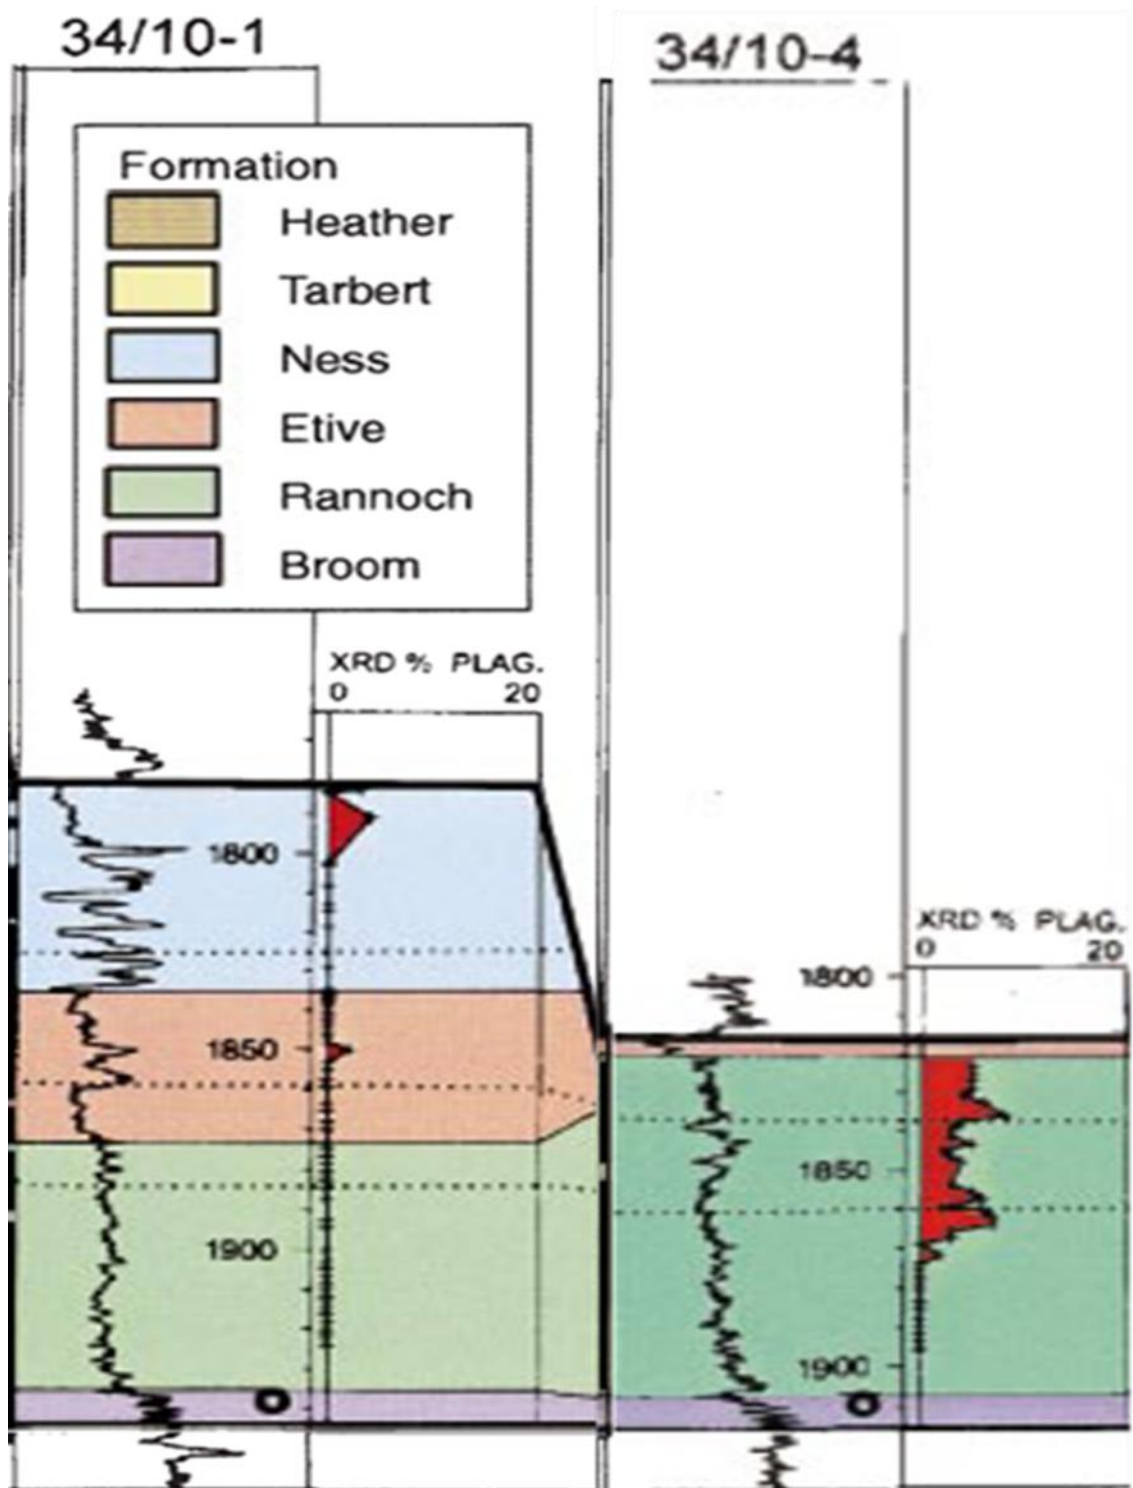 34/10-1
34/10-4
Formation
Heather
Tarbert
Ness
Etive
Rannoch
Broom
XRD % PLAG.
0 20
1800
1850
1900
XRD % PLAG.
0 20
1800
1850
1900